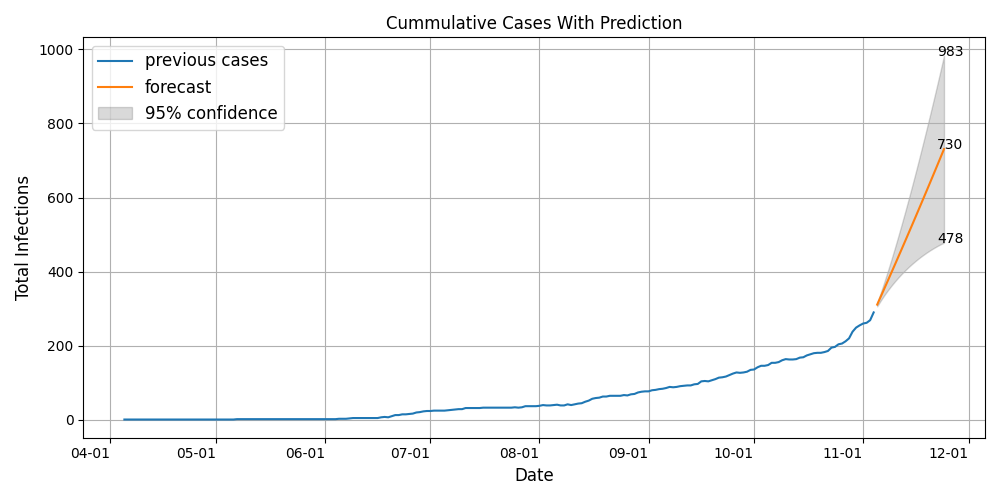 Cummulative Cases With Prediction
previous cases
forecast
95% confidence
983
730
478
1000
800
600
400
200
0
Total Infections
04-01 05-01 06-01 07-01 08-01 09-01 10-01 11-01 12-01
Date